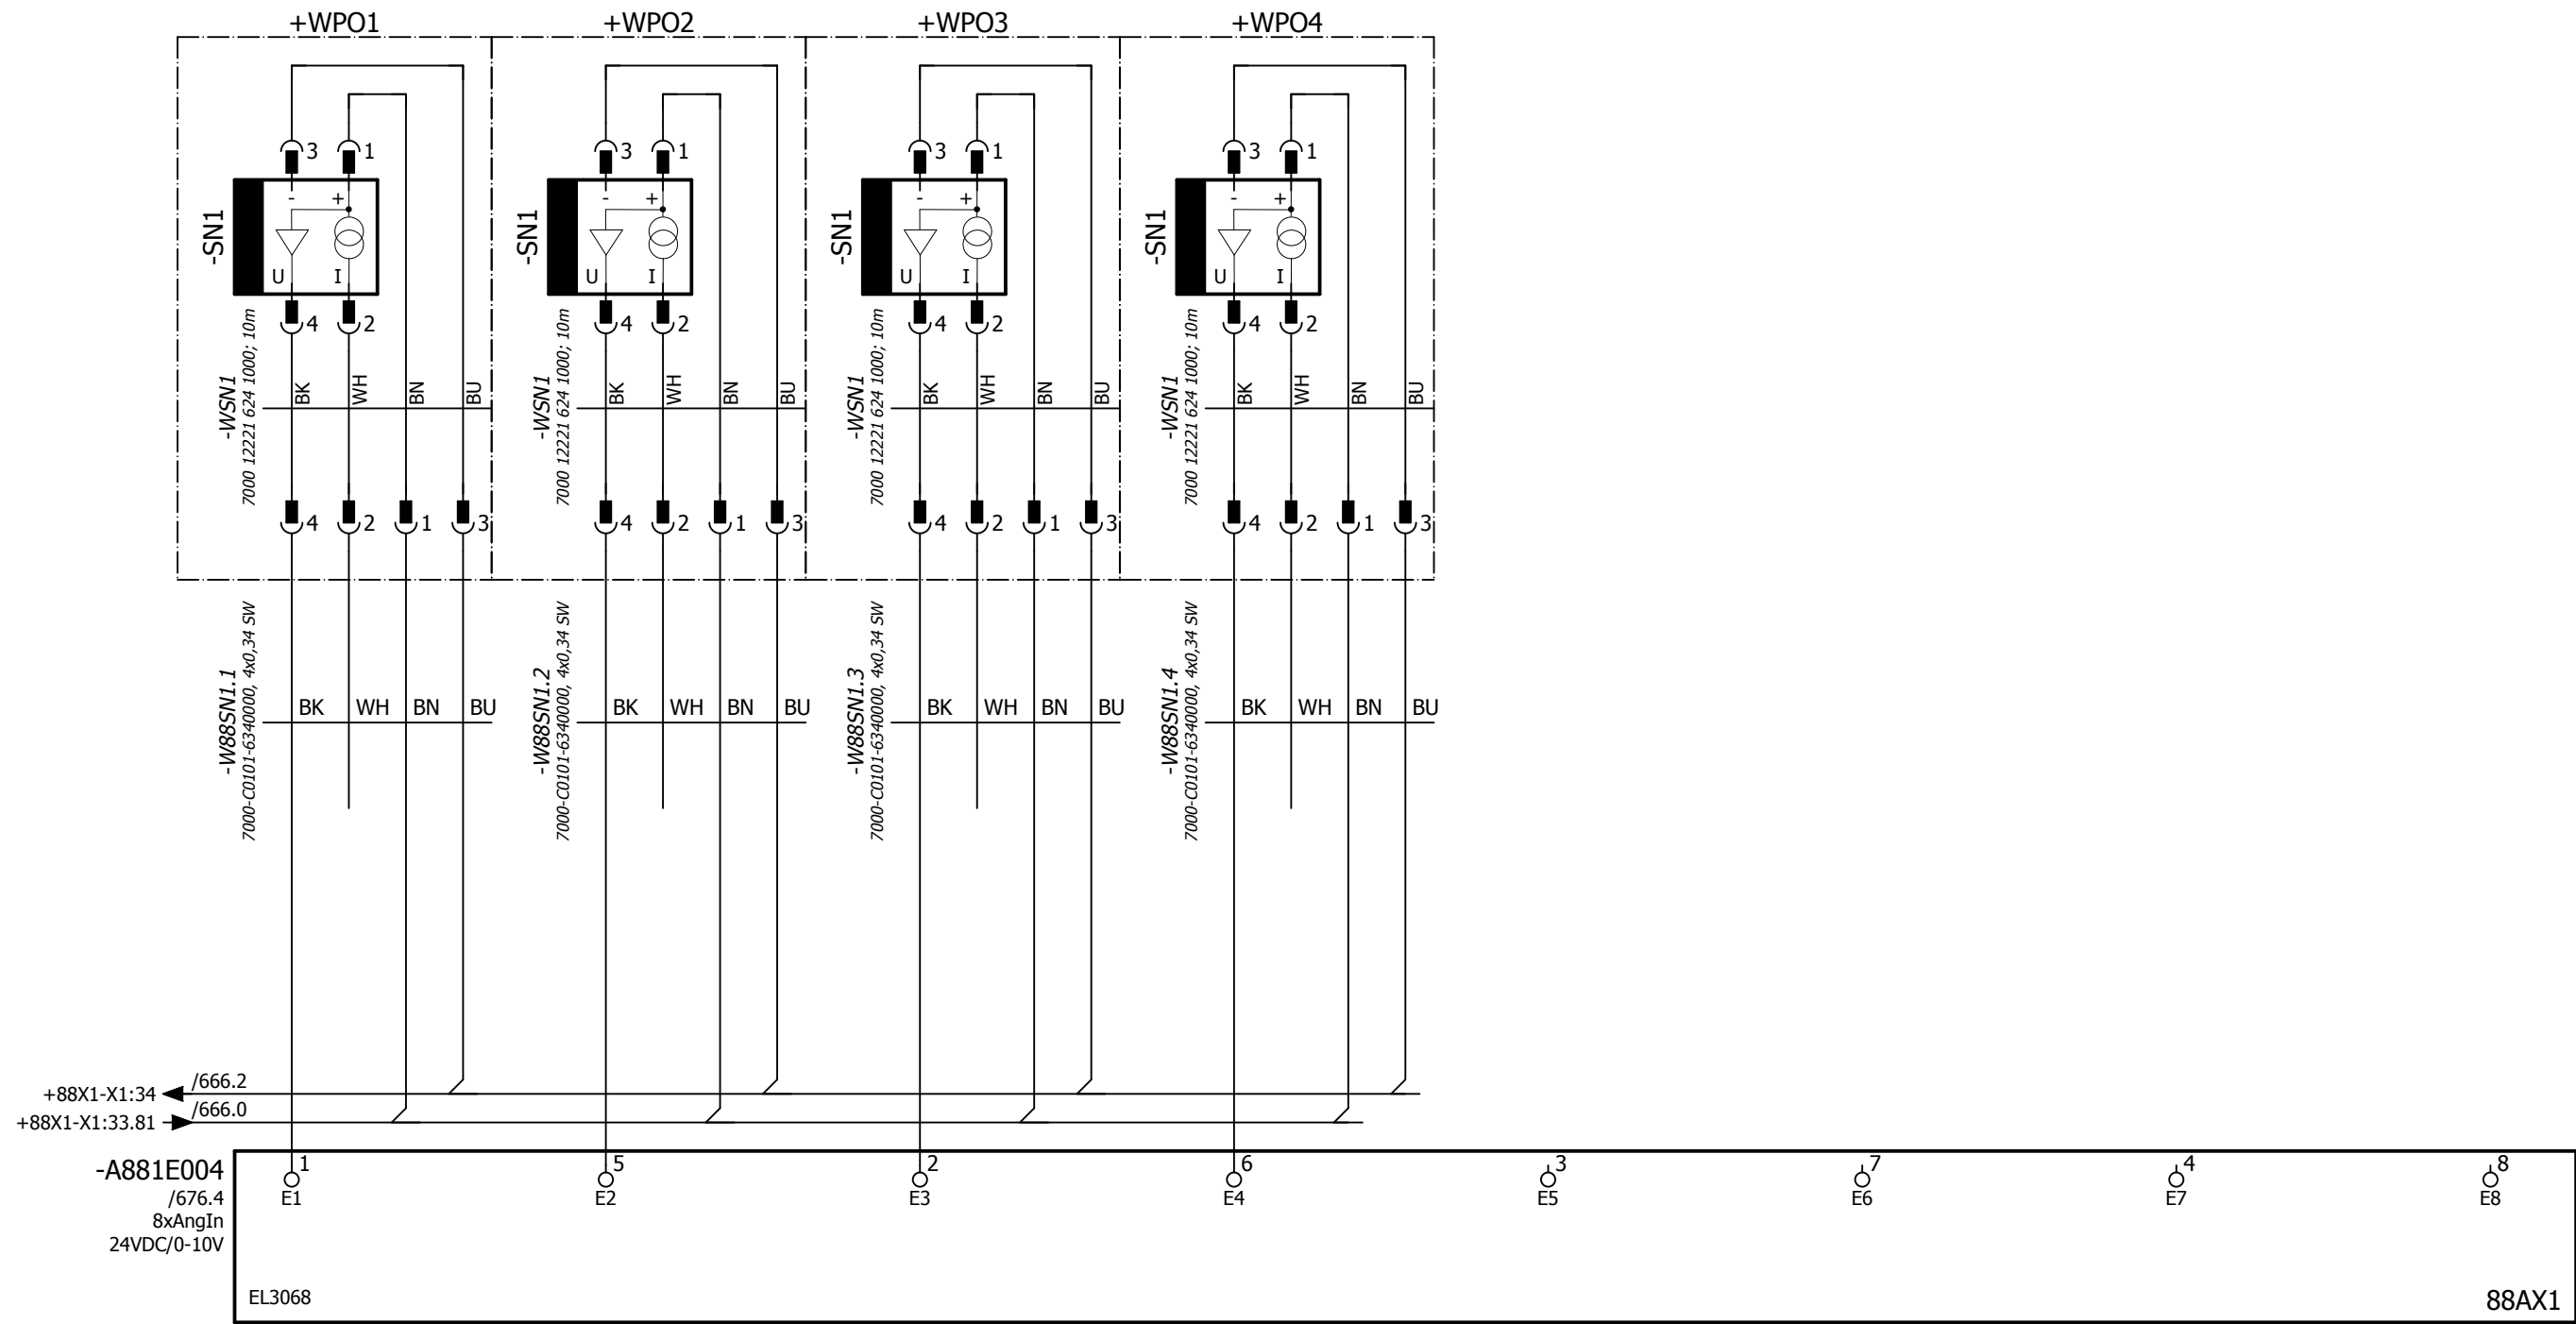 +WPO1 +WPO2 +WPO3 +WPO4
3 1 3 1 3 1 3 1
-SN1 - + -SN1 - + -SN1 - + -SN1 - +
U I U I U I U I
4 2 4 2 4 2 4 2
-WSN1 -WSN1 -WSN1 -WSN1
7000 12221 624 1000; 10m 7000 12221 624 1000; 10m 7000 12221 624 1000; 10m 7000 12221 624 1000; 10m
BK WH BN BU BK WH BN BU BK WH BN BU BK WH BN BU
4 2 1 3 4 2 1 3 4 2 1 3 4 2 1 3
-W88SN1.1 -W88SN1.2 -W88SN1.3 -W88SN1.4
7000-C0101-6340000, 4x0,34 SW 7000-C0101-6340000, 4x0,34 SW 7000-C0101-6340000, 4x0,34 SW 7000-C0101-6340000, 4x0,34 SW
BK WH BN BU BK WH BN BU BK WH BN BU BK WH BN BU
+88X1-X1:34 /666.2
+88X1-X1:33.81 /666.0
-A881E004 1 5 2 6 3 7 4 8
/676.4 E1 E2 E3 E4 E5 E6 E7 E8
8xAngIn
24VDC/0-10V
EL3068 88AX1